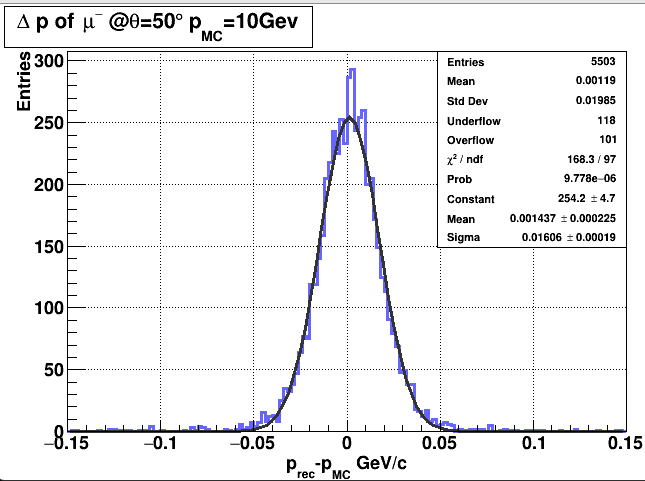 Δ p of μ⁻ @θ=50° p_MC=10Gev
Entries 5503
Mean 0.00119
Std Dev 0.01985
Underflow 118
Overflow 101
χ² / ndf 168.3 / 97
Prob 9.778e−06
Constant 254.2 ± 4.7
Mean 0.001437 ± 0.000225
Sigma 0.01606 ± 0.00019
Entries
300
250
200
150
100
50
0
−0.15 −0.1 −0.05 0 0.05 0.1 0.15
p_rec-p_MC GeV/c